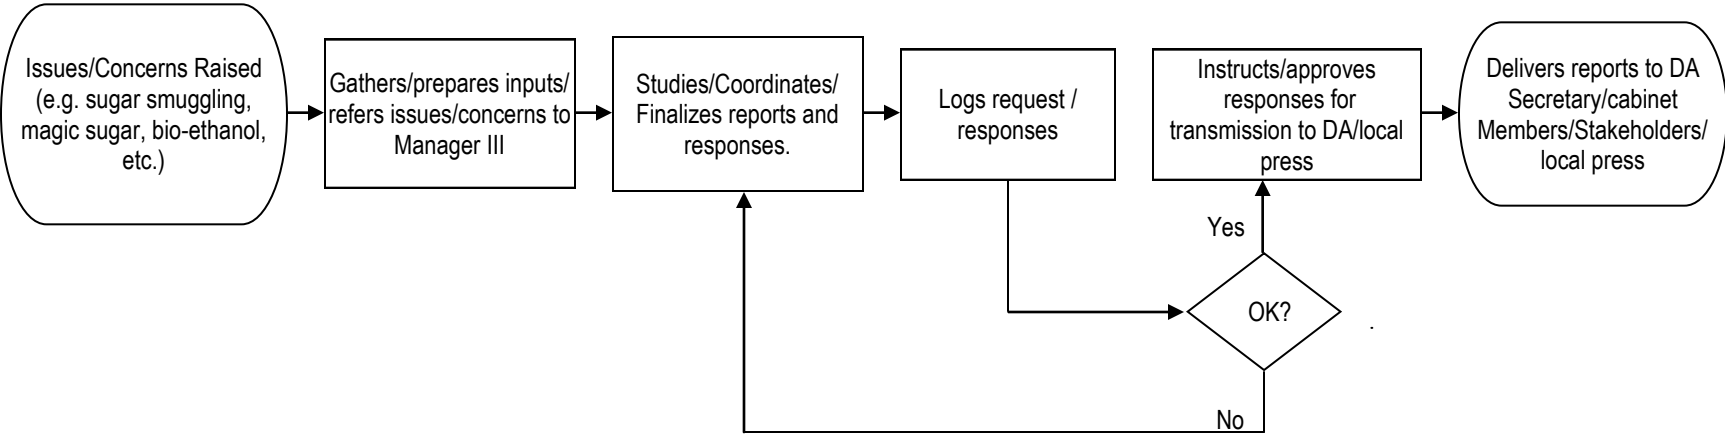 Issues/Concerns Raised
(e.g. sugar smuggling,
magic sugar, bio-ethanol,
etc.)
Gathers/prepares inputs/
refers issues/concerns to
Manager III
Studies/Coordinates/
Finalizes reports and
responses.
Logs request /
responses
Instructs/approves
responses for
transmission to DA/local
press
Delivers reports to DA
Secretary/cabinet
Members/Stakeholders/
local press
Yes
OK?
.
No